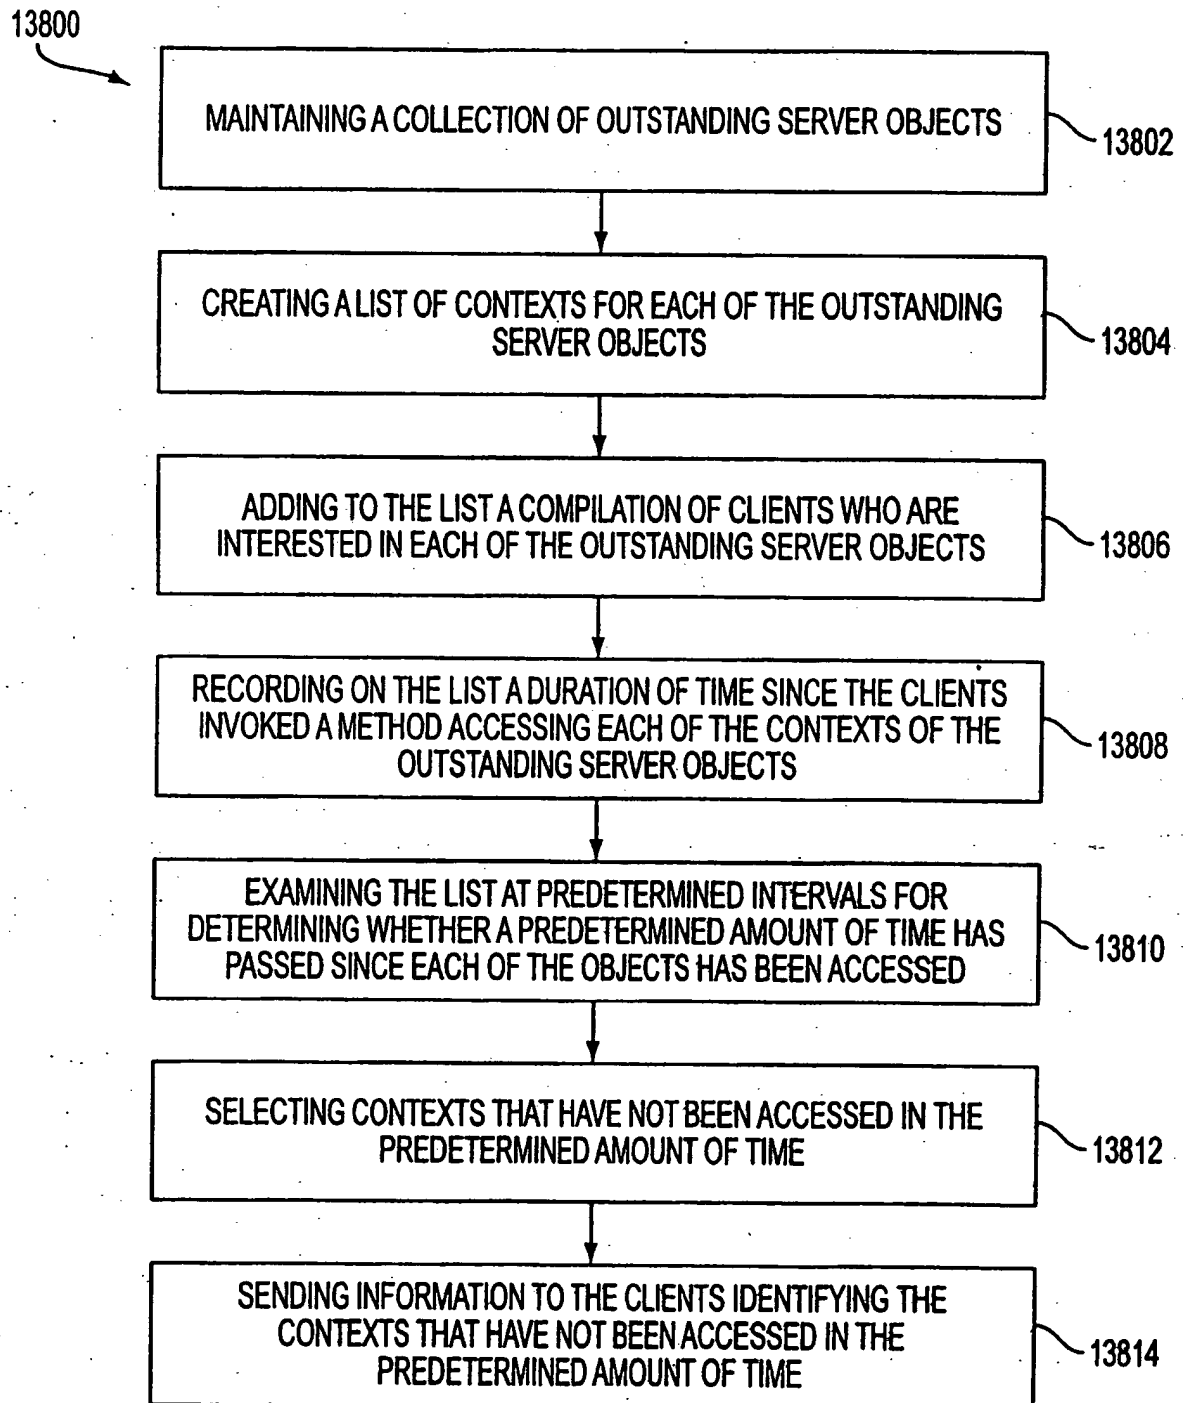 13800
MAINTAINING A COLLECTION OF OUTSTANDING SERVER OBJECTS
13802
CREATING A LIST OF CONTEXTS FOR EACH OF THE OUTSTANDING
SERVER OBJECTS
13804
ADDING TO THE LIST A COMPILATION OF CLIENTS WHO ARE
INTERESTED IN EACH OF THE OUTSTANDING SERVER OBJECTS
13806
RECORDING ON THE LIST A DURATION OF TIME SINCE THE CLIENTS
INVOKED A METHOD ACCESSING EACH OF THE CONTEXTS OF THE
OUTSTANDING SERVER OBJECTS
13808
EXAMINING THE LIST AT PREDETERMINED INTERVALS FOR
DETERMINING WHETHER A PREDETERMINED AMOUNT OF TIME HAS
PASSED SINCE EACH OF THE OBJECTS HAS BEEN ACCESSED
13810
SELECTING CONTEXTS THAT HAVE NOT BEEN ACCESSED IN THE
PREDETERMINED AMOUNT OF TIME
13812
SENDING INFORMATION TO THE CLIENTS IDENTIFYING THE
CONTEXTS THAT HAVE NOT BEEN ACCESSED IN THE
PREDETERMINED AMOUNT OF TIME
13814